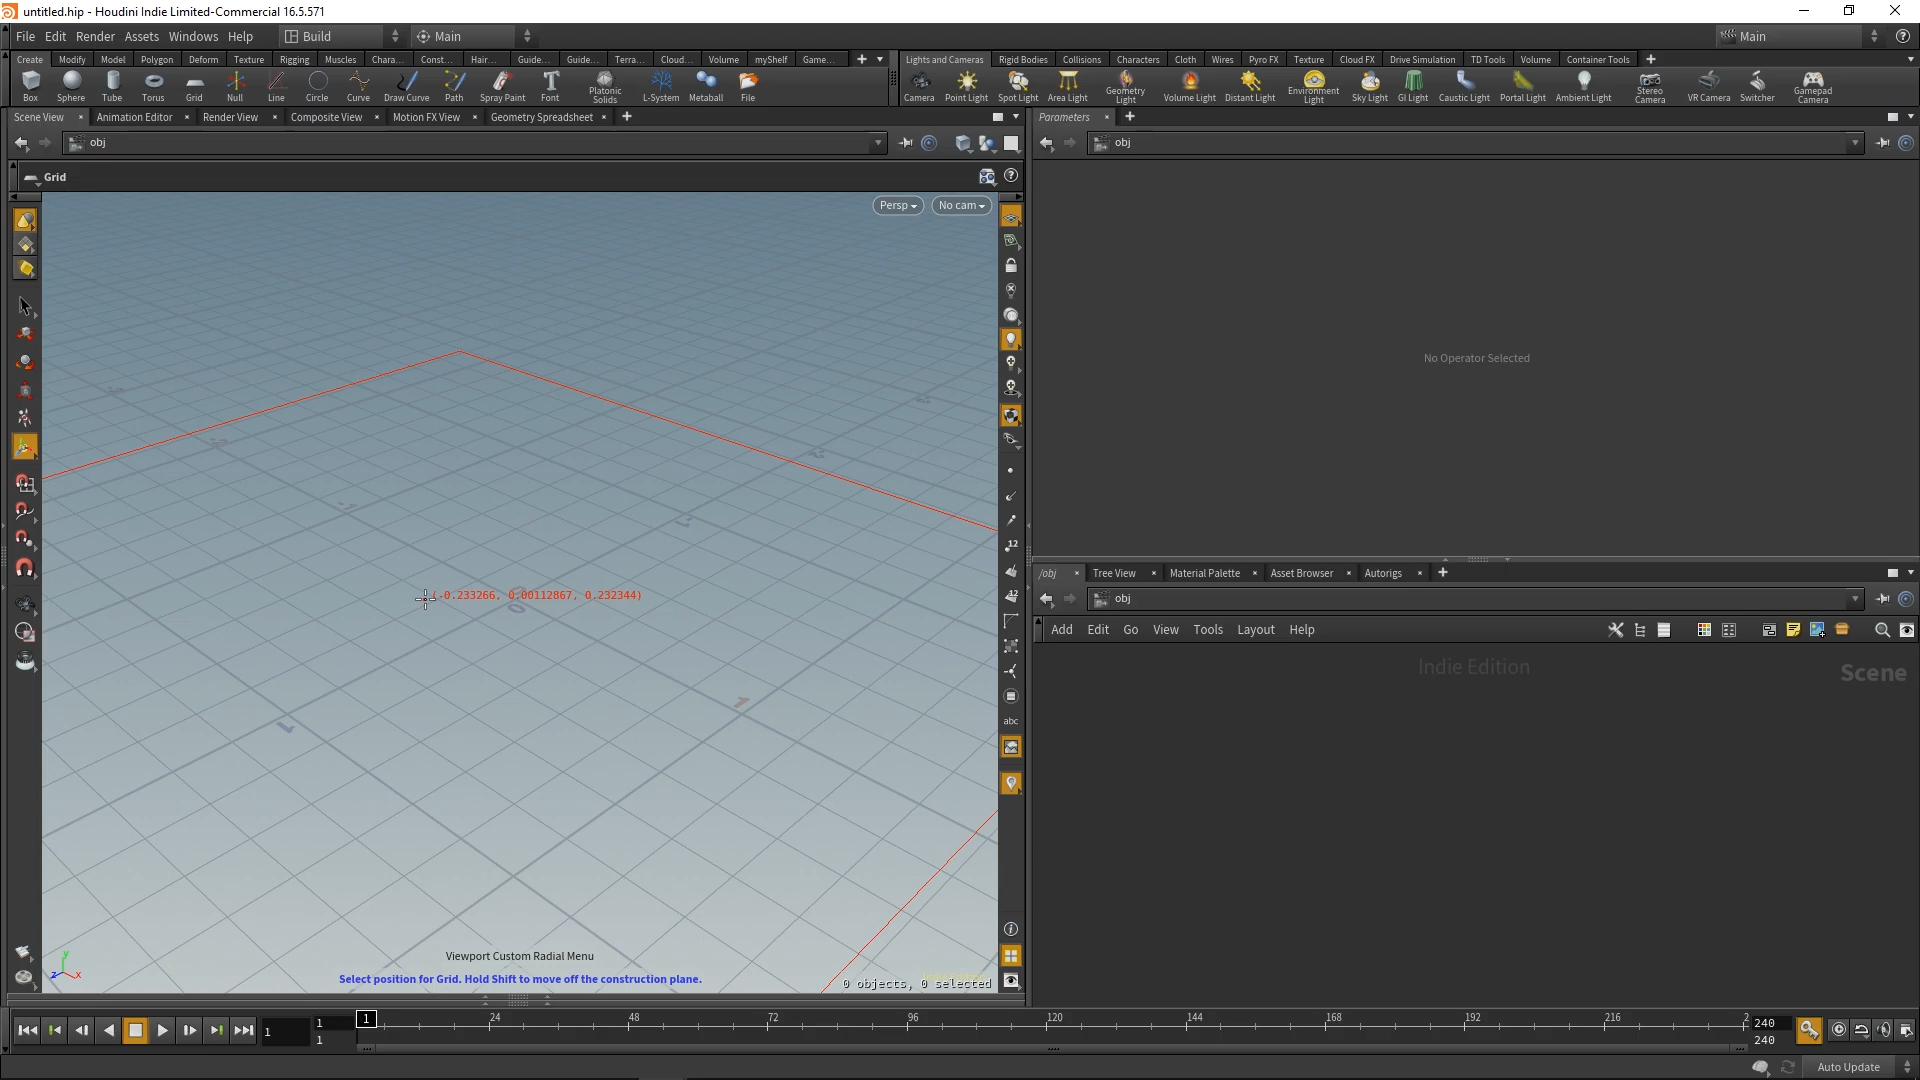 untitled.hip - Houdini Indie Limited-Commercial 16.5.571
File Edit Render Assets Windows Help Build Main Main
Create Modify Model Polygon Deform Texture Rigging Muscles Chara... Const... Hair... Guide... Guide... Terra... Cloud... Volume myShelf Game...
Lights and Cameras Rigid Bodies Collisions Characters Cloth Wires Pyro FX Texture Cloud FX Drive Simulation TD Tools Volume Container Tools
Box Sphere Tube Torus Grid Null Line Circle Curve Draw Curve Path Spray Paint Font Platonic Solids L-System Metaball File
Camera Point Light Spot Light Area Light Geometry Light Volume Light Distant Light Environment Light Sky Light GI Light Caustic Light Portal Light Ambient Light Stereo Camera VR Camera Switcher Gamepad Camera
Scene View Animation Editor Render View Composite View Motion FX View Geometry Spreadsheet
Parameters
obj
obj
Grid
Persp No cam
No Operator Selected
12
12
abc
(-0.233266, 0.00112867, 0.232344)
0
1
1
Viewport Custom Radial Menu
Select position for Grid. Hold Shift to move off the construction plane.
0 objects, 0 selected
y
z x
/obj Tree View Material Palette Asset Browser Autorigs
obj
Add Edit Go View Tools Layout Help
Indie Edition
Scene
1 1 1 24 48 72 96 120 144 168 192 216 2 240
1 240
Auto Update